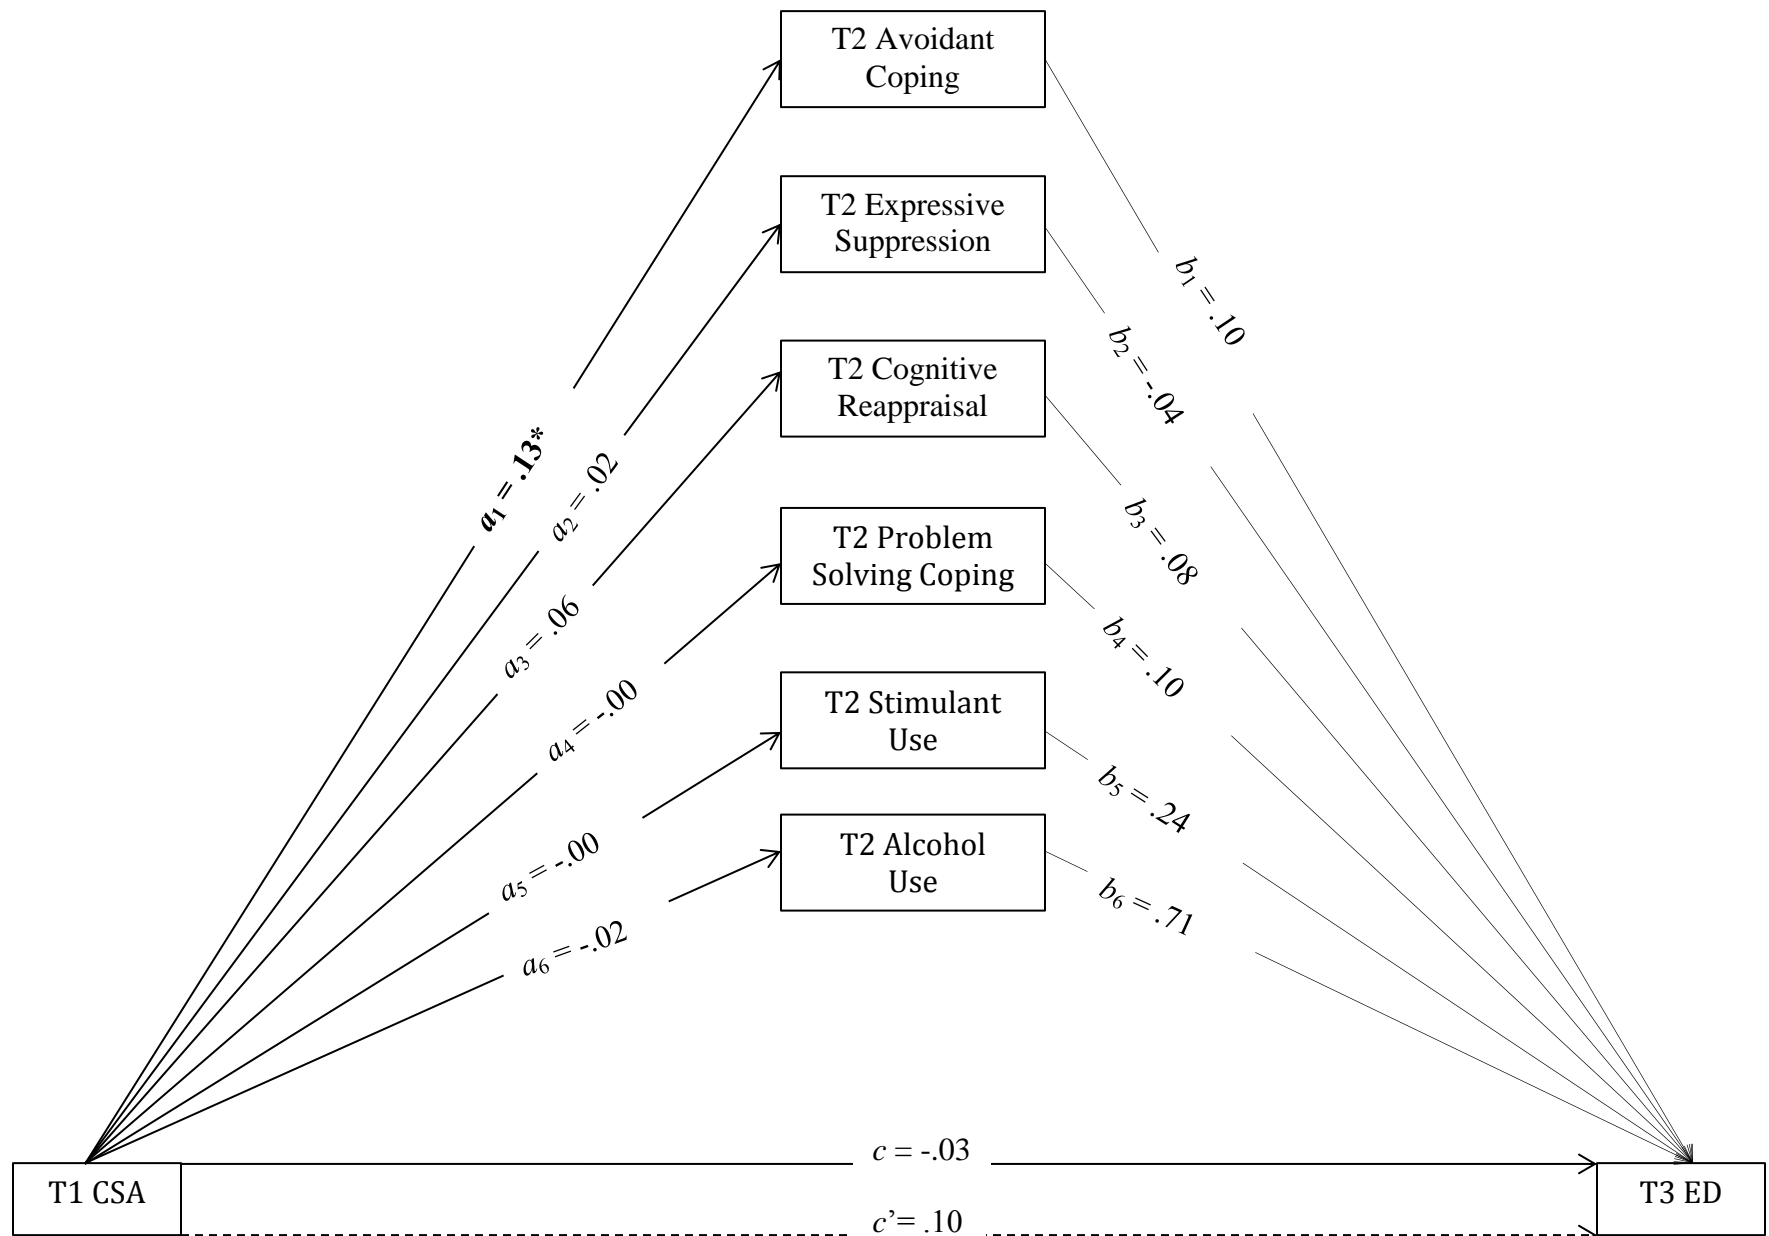 T2 Avoidant
Coping
T2 Expressive
Suppression
T2 Cognitive
Reappraisal
T2 Problem
Solving Coping
T2 Stimulant
Use
T2 Alcohol
Use
a₁ = .13*
a₂ = .02
a₃ = .06
a₄ = -.00
a₅ = -.00
a₆ = -.02
b₁ = .10
b₂ = -.04
b₃ = .08
b₄ = .10
b₅ = .24
b₆ = .71
c = -.03
T1 CSA
T3 ED
c’= .10